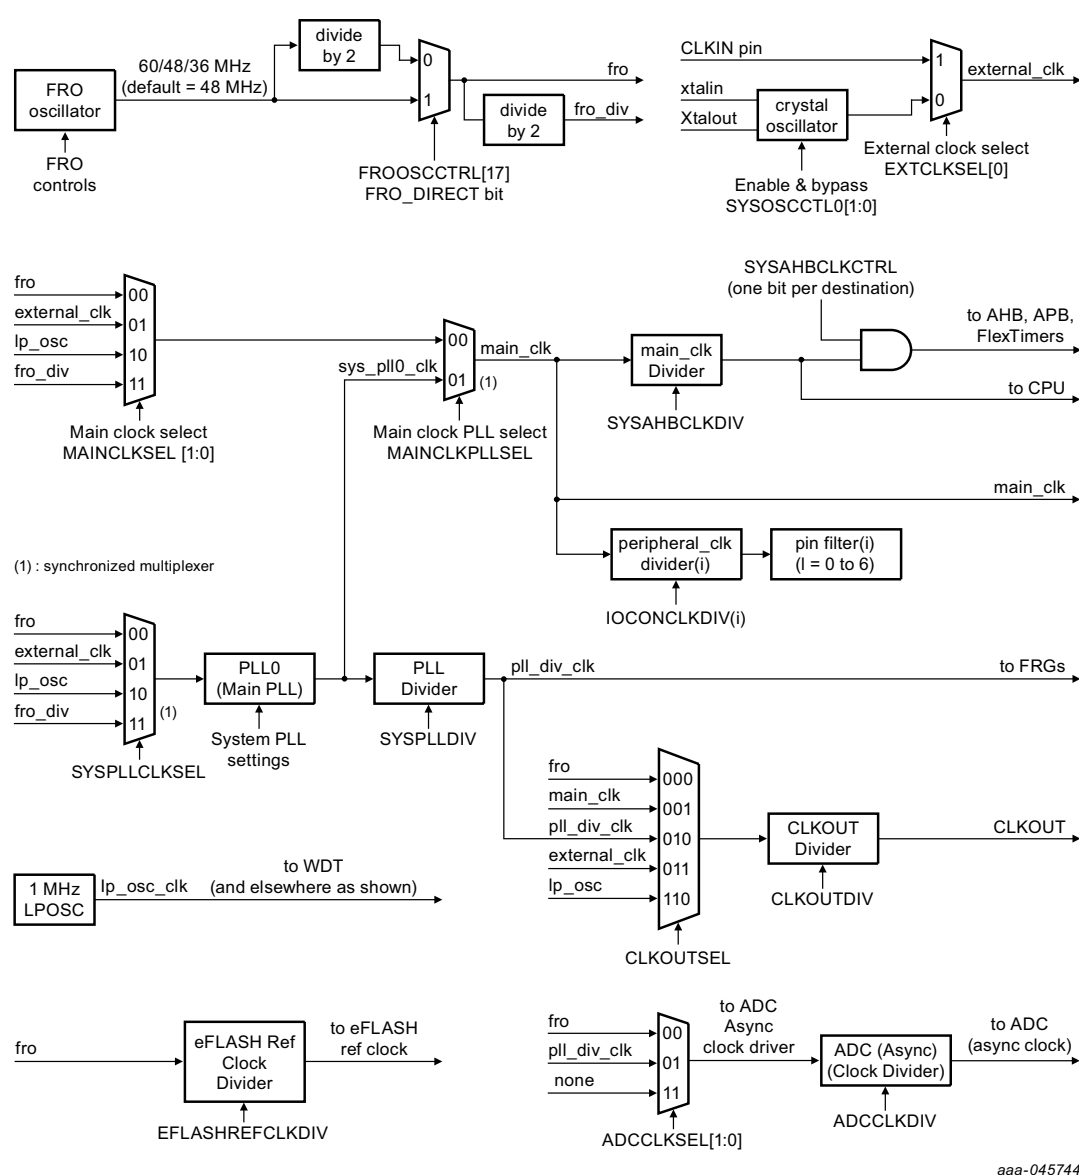 divide
by 2
60/48/36 MHz
(default = 48 MHz)
FRO
oscillator
FRO
controls
0
1
fro
divide
by 2
fro_div
FROOSCCTRL[17]
FRO_DIRECT bit
CLKIN pin
xtalin
Xtalout
crystal
oscillator
1
0
external_clk
External clock select
EXTCLKSEL[0]
Enable & bypass
SYSOSCCTL0[1:0]
fro
external_clk
lp_osc
fro_div
00
01
10
11
Main clock select
MAINCLKSEL [1:0]
sys_pll0_clk
00
01
(1)
main_clk
Main clock PLL select
MAINCLKPLLSEL
main_clk
Divider
SYSAHBCLKDIV
SYSAHBCLKCTRL
(one bit per destination)
to AHB, APB,
FlexTimers
to CPU
main_clk
peripheral_clk
divider(i)
pin filter(i)
(I = 0 to 6)
IOCONCLKDIV(i)
(1) : synchronized multiplexer
fro
external_clk
lp_osc
fro_div
00
01
10
11
(1)
SYSPLLCLKSEL
PLL0
(Main PLL)
System PLL
settings
PLL
Divider
SYSPLLDIV
pll_div_clk
to FRGs
fro
main_clk
pll_div_clk
external_clk
lp_osc
000
001
010
011
110
CLKOUTSEL
CLKOUT
Divider
CLKOUTDIV
CLKOUT
1 MHz
LPOSC
lp_osc_clk
to WDT
(and elsewhere as shown)
fro
eFLASH Ref
Clock
Divider
to eFLASH
ref clock
EFLASHREFCLKDIV
fro
pll_div_clk
none
00
01
11
ADCCLKSEL[1:0]
to ADC
Async
clock driver
ADC (Async)
(Clock Divider)
ADCCLKDIV
to ADC
(async clock)
aaa-045744